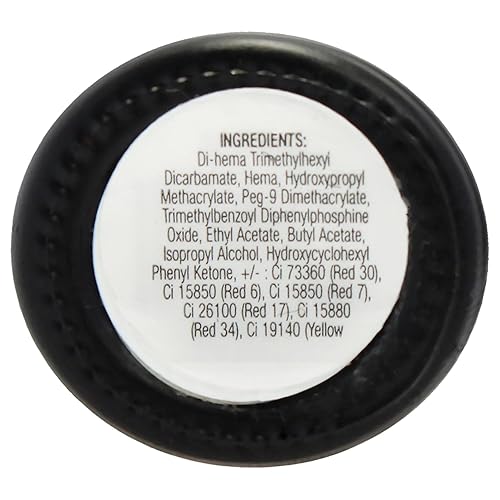 INGREDIENTS:
Di-hema Trimethylhexyl
Dicarbamate, Hema, Hydroxypropyl
Methacrylate, Peg-9 Dimethacrylate,
Trimethylbenzoyl Diphenylphosphine
Oxide, Ethyl Acetate, Butyl Acetate,
Isopropyl Alcohol, Hydroxycyclohexyl
Phenyl Ketone, +/- : Ci 73360 (Red 30),
Ci 15850 (Red 6), Ci 15850 (Red 7),
Ci 26100 (Red 17), Ci 15880
(Red 34), Ci 19140 (Yellow